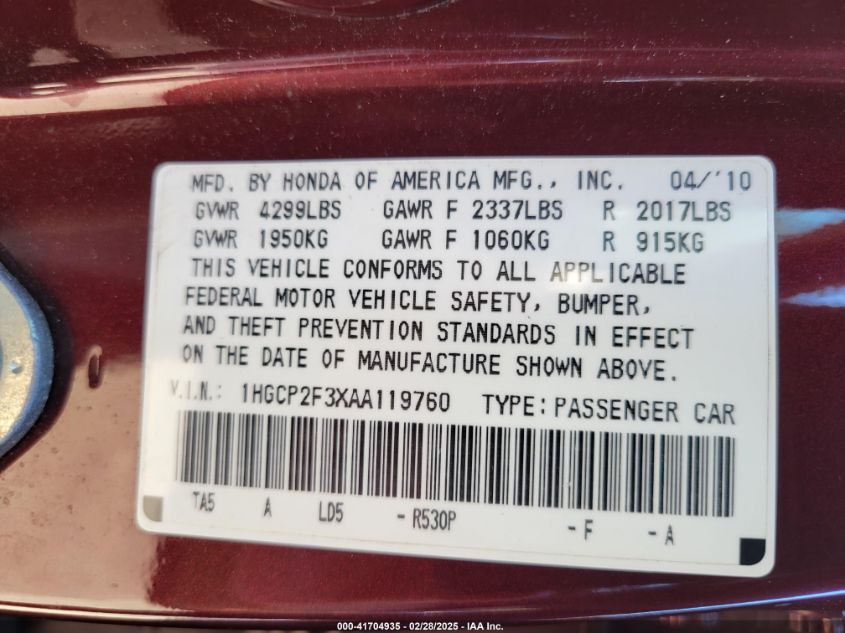 MFD. BY HONDA OF AMERICA MFG., INC. 04/'10
GVWR 4299LBS GAWR F 2337LBS R 2017LBS
GVWR 1950KG GAWR F 1060KG R 915KG
THIS VEHICLE CONFORMS TO ALL APPLICABLE
FEDERAL MOTOR VEHICLE SAFETY, BUMPER,
AND THEFT PREVENTION STANDARDS IN EFFECT
ON THE DATE OF MANUFACTURE SHOWN ABOVE.
V.I.N.: 1HGCP2F3XAA119760 TYPE: PASSENGER CAR
TA5 A LD5 -R530P -F -A
000-41704935 - 02/28/2025 - IAA Inc.